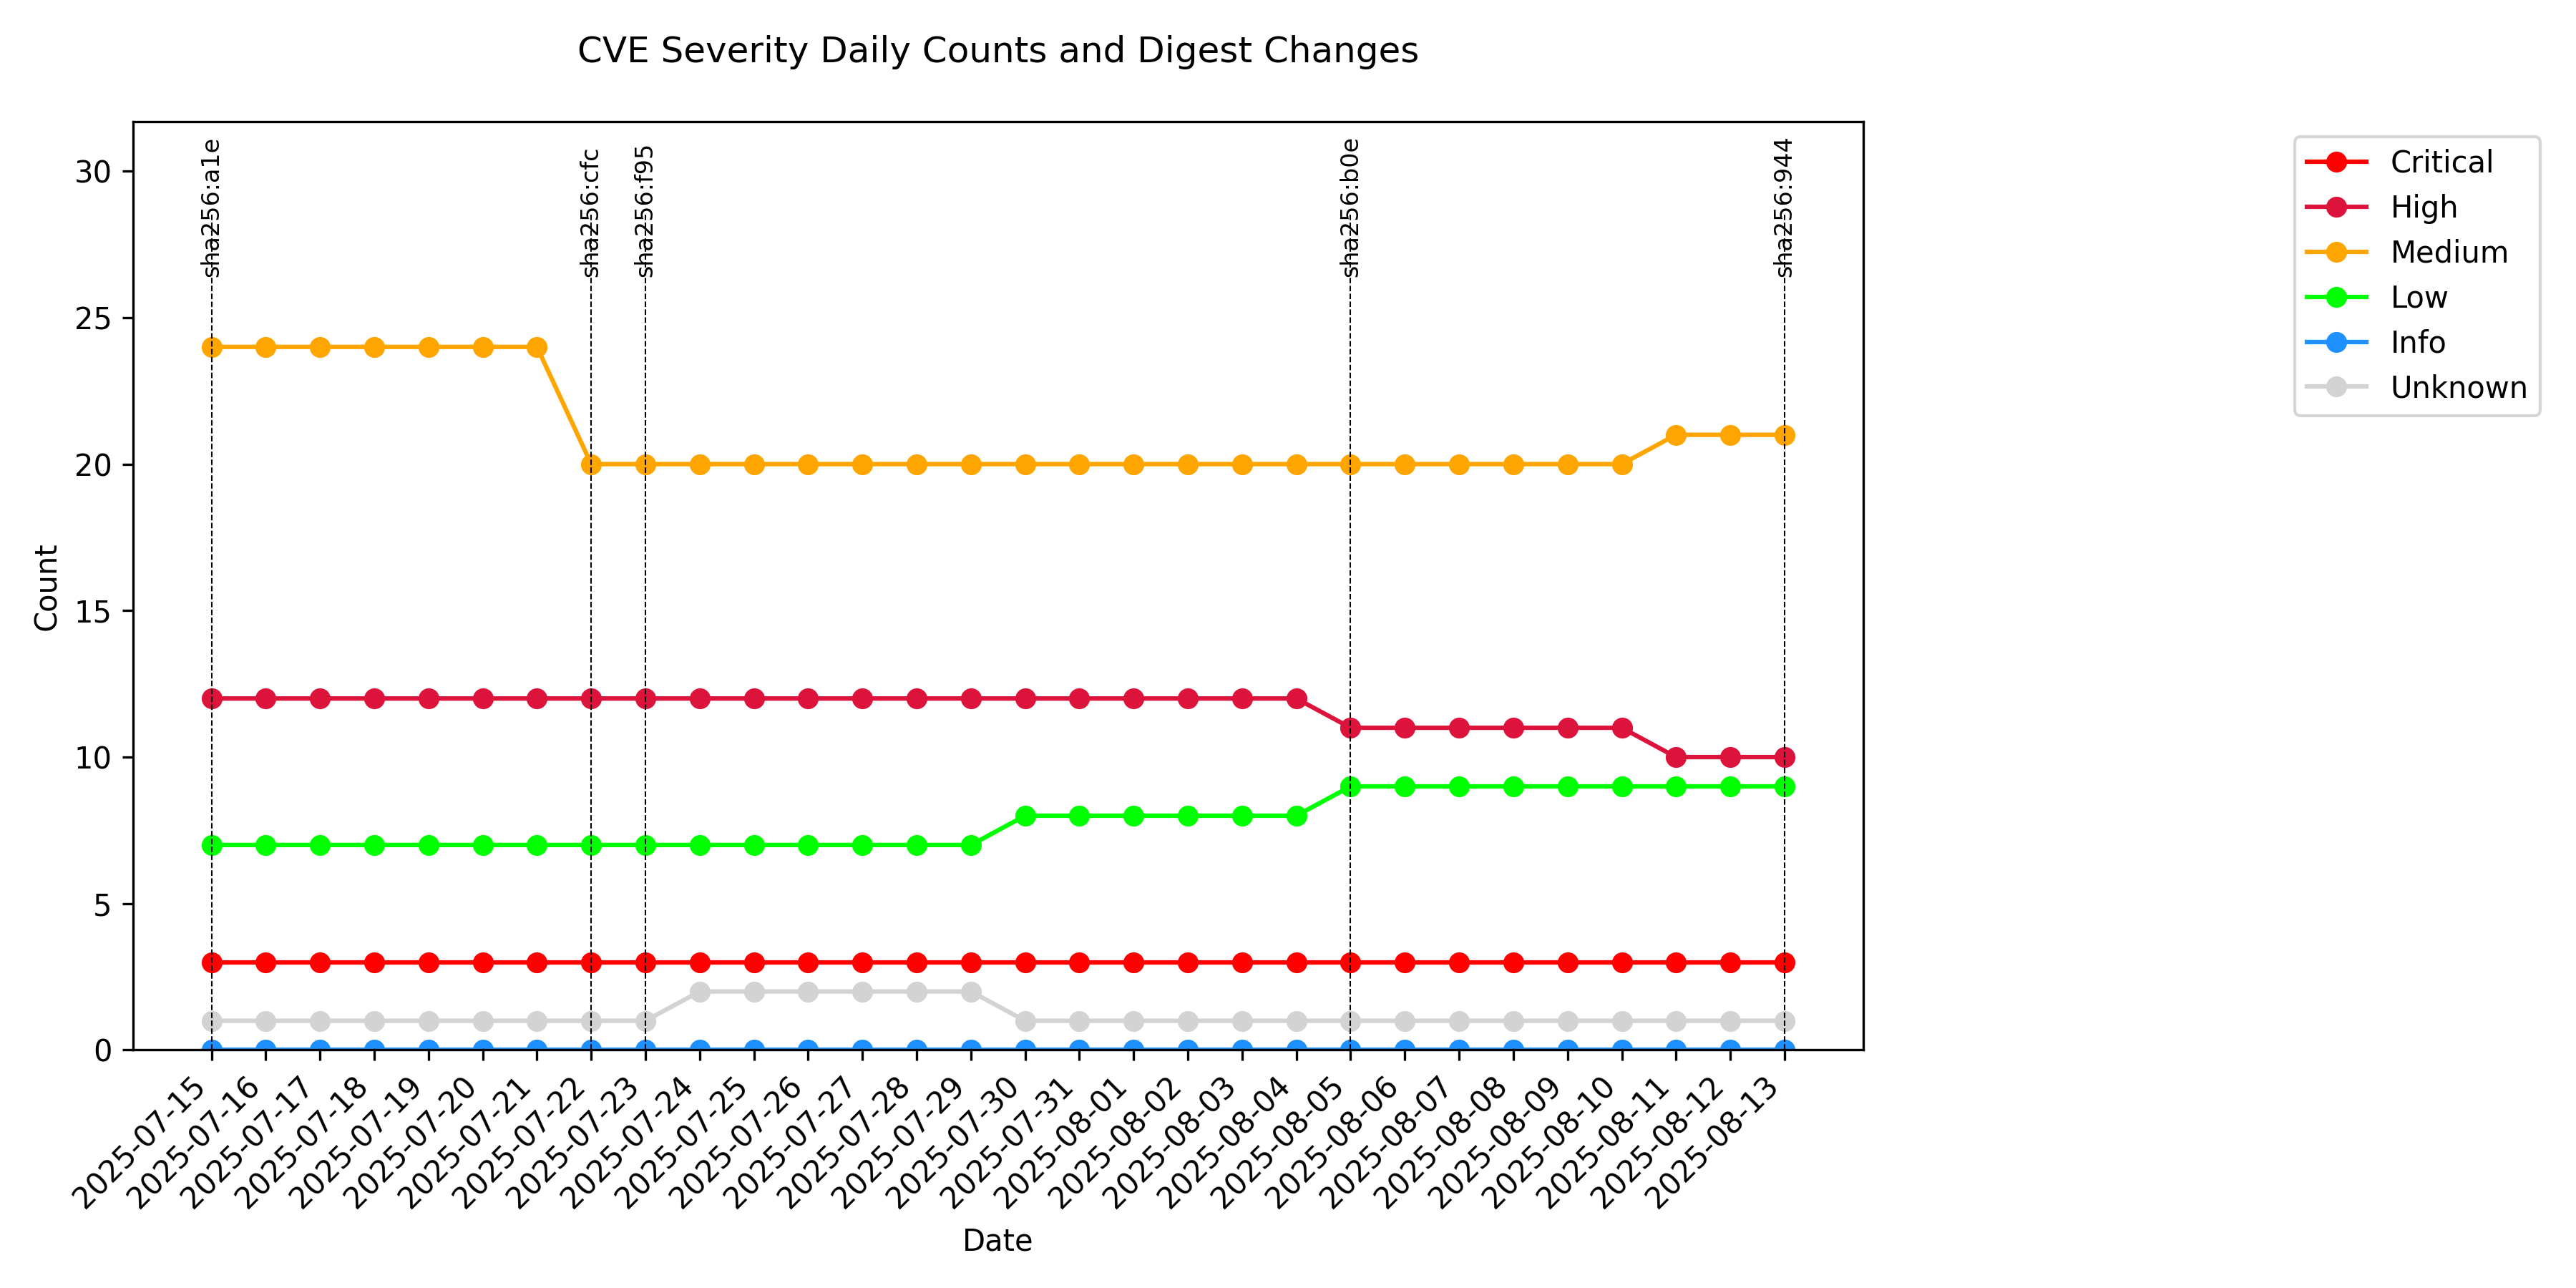 CVE Severity Daily Counts and Digest Changes
sha256:a1e
sha256:cfc
sha256:f95
sha256:b0e
sha256:944
Critical
High
Medium
Low
Info
Unknown
Count
30
25
20
15
10
5
0
2025-07-15
2025-07-16
2025-07-17
2025-07-18
2025-07-19
2025-07-20
2025-07-21
2025-07-22
2025-07-23
2025-07-24
2025-07-25
2025-07-26
2025-07-27
2025-07-28
2025-07-29
2025-07-30
2025-07-31
2025-08-01
2025-08-02
2025-08-03
2025-08-04
2025-08-05
2025-08-06
2025-08-07
2025-08-08
2025-08-09
2025-08-10
2025-08-11
2025-08-12
2025-08-13
Date